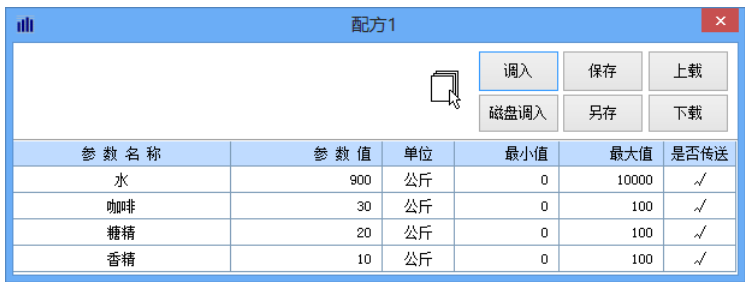 配方1
调入 保存 上载
磁盘调入 另存 下载
参数名称 参数值 单位 最小值 最大值 是否传送
水 900 公斤 0 10000 √
咖啡 30 公斤 0 100 √
糖精 20 公斤 0 100 √
香精 10 公斤 0 100 √